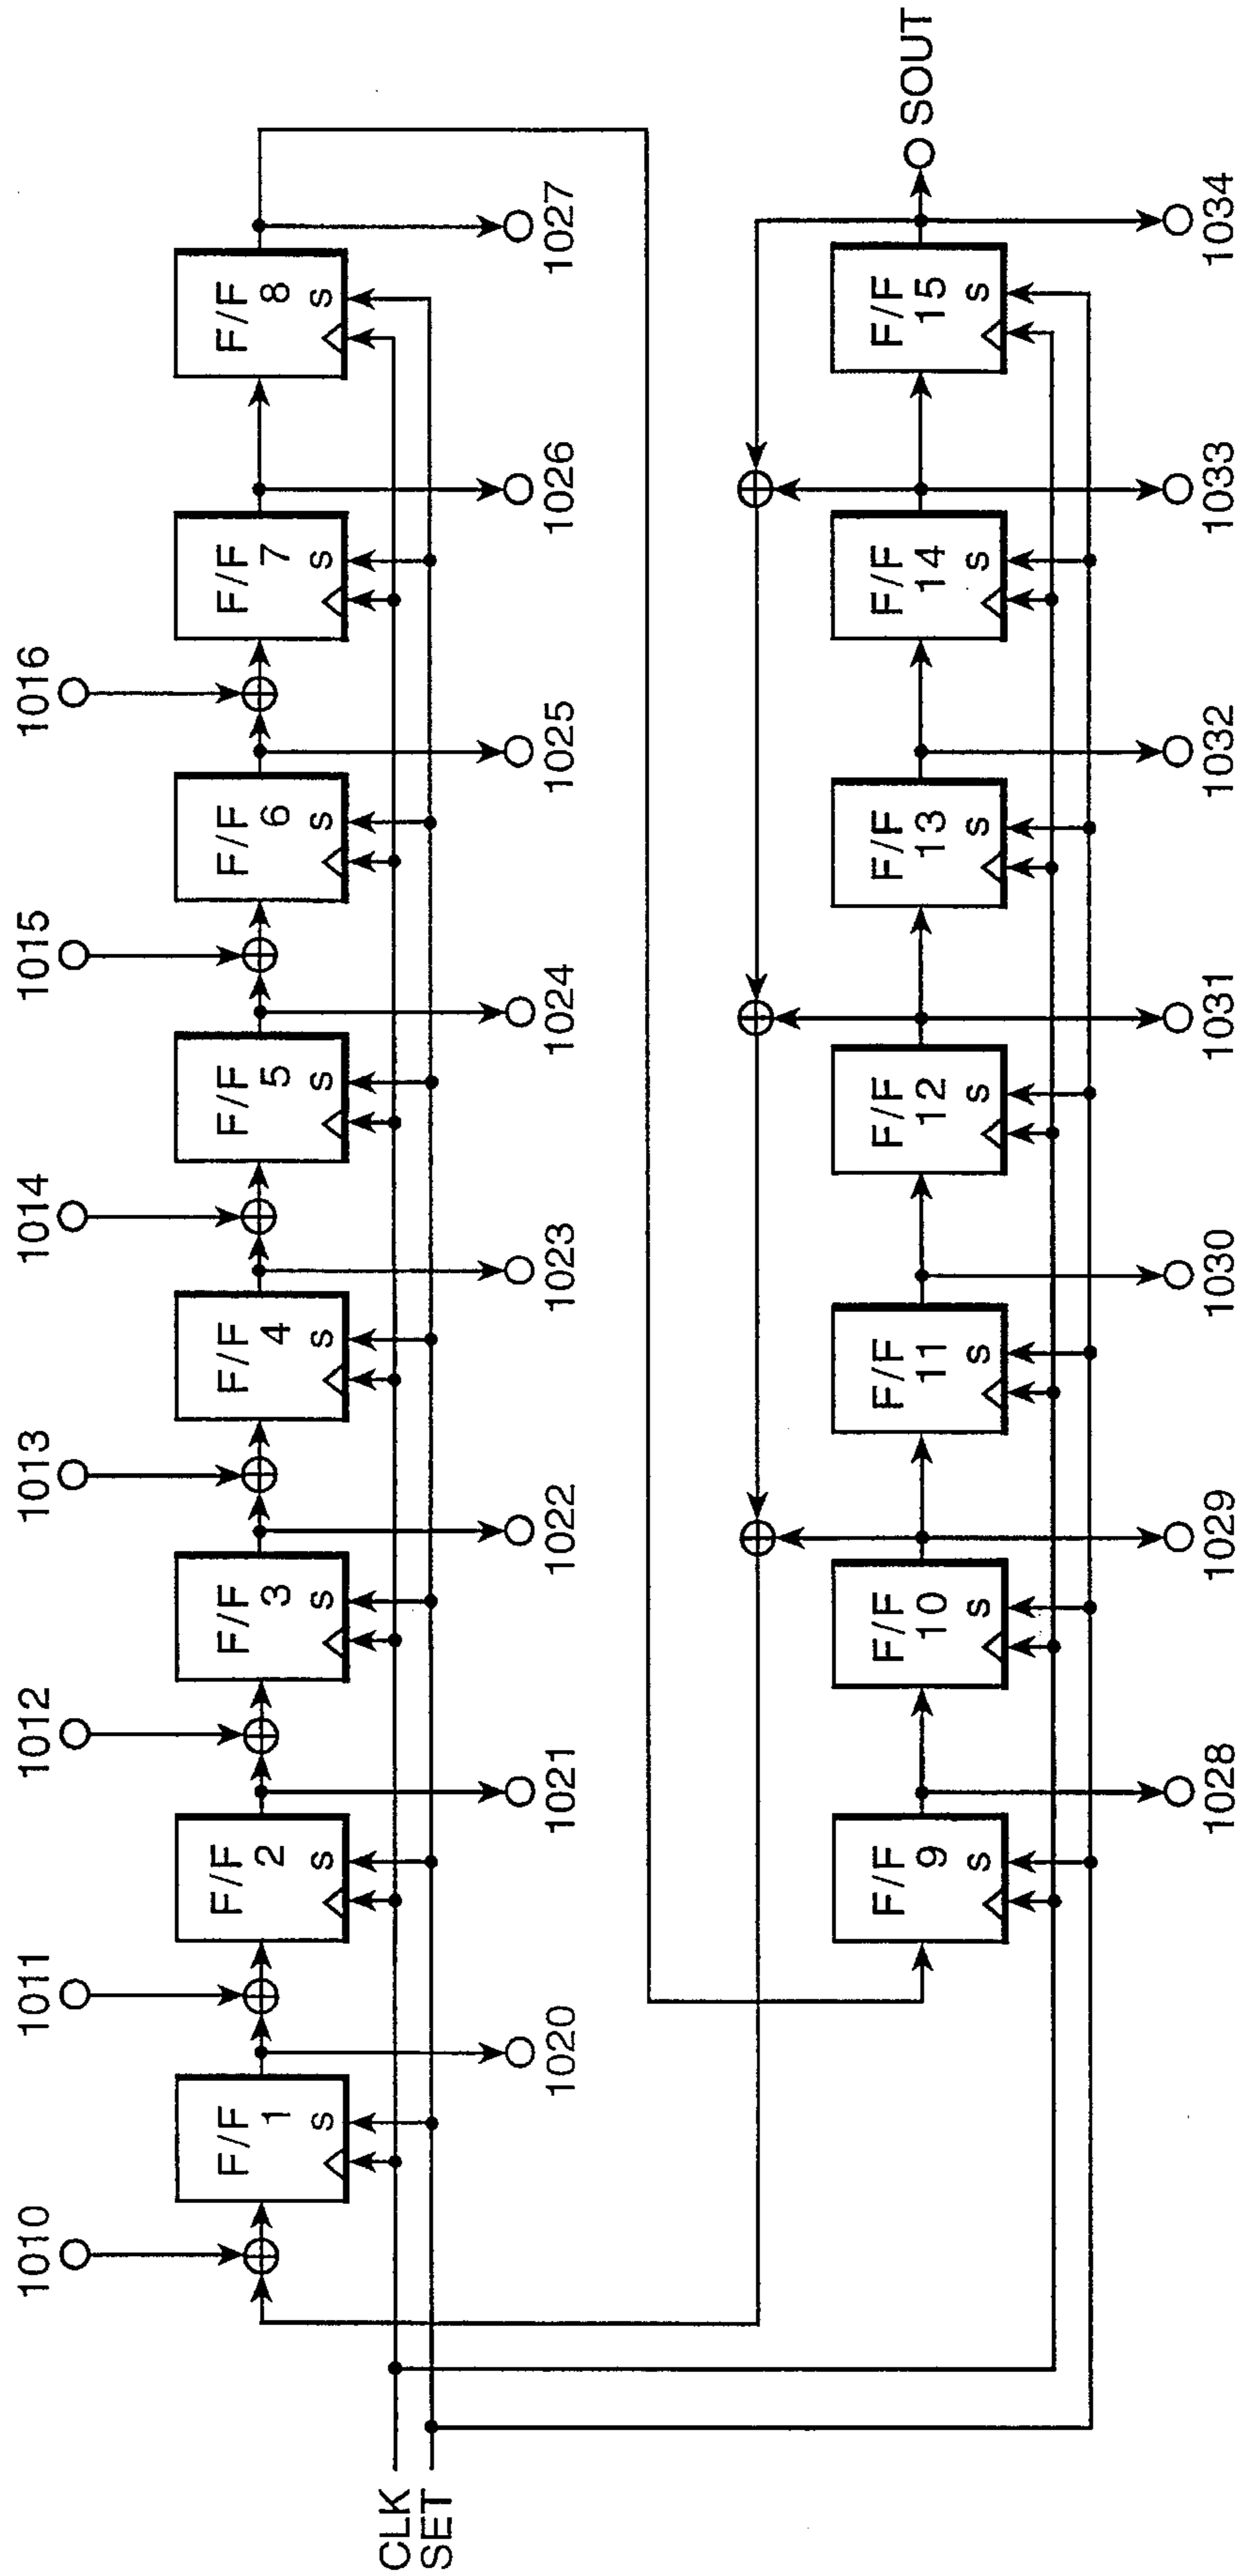 1010
1011
1012
1013
1014
1015
1016
F/F 1 S
F/F 2 S
F/F 3 S
F/F 4 S
F/F 5 S
F/F 6 S
F/F 7 S
F/F 8 S
CLK
SET
1020
1021
1022
1023
1024
1025
1026
1027
F/F 9 S
F/F 10 S
F/F 11 S
F/F 12 S
F/F 13 S
F/F 14 S
F/F 15 S
SOUT
1028
1029
1030
1031
1032
1033
1034